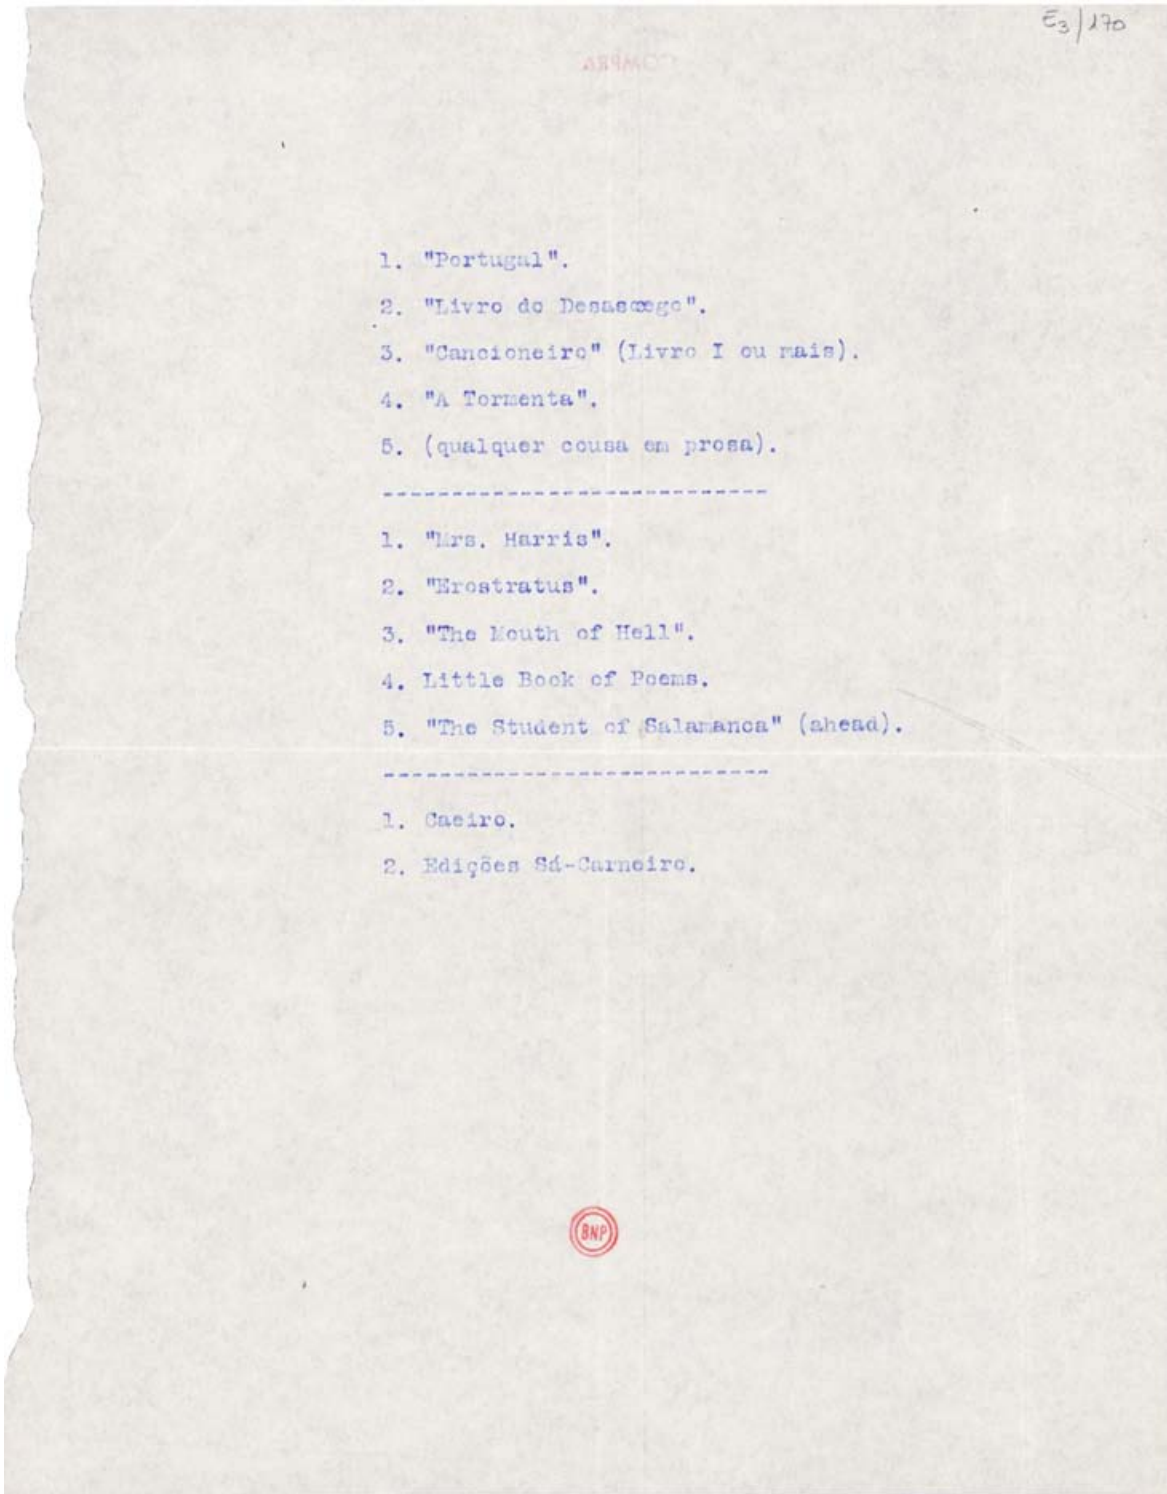 E3/170
COMPRA
1. "Portugal".
2. "Livro do Desasocego".
3. "Cancioneiro" (Livro I ou mais).
4. "A Tormenta".
5. (qualquer cousa em prosa).
----------------------------
1. "Mrs. Harris".
2. "Erostratus".
3. "The Mouth of Hell".
4. Little Book of Poems.
5. "The Student of Salamanca" (ahead).
----------------------------
1. Caeiro.
2. Edições Sá-Carneiro.
BNP